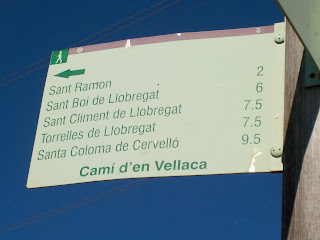 Sant Ramon 2
Sant Boi de Llobregat 6
Sant Climent de Llobregat 7.5
Torrelles de Llobregat 7.5
Santa Coloma de Cervelló 9.5
Camí d'en Vellaca